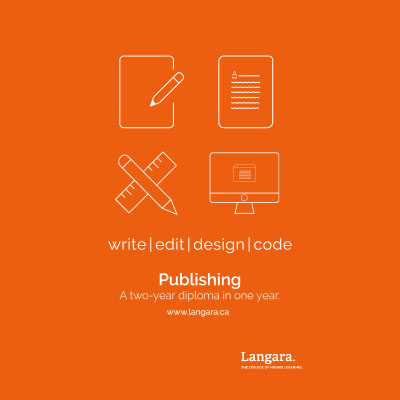 A
write|edit|design|code
Publishing
A two-year diploma in one year.
www.langara.ca
Langara.
THE COLLEGE OF HIGHER LEARNING.